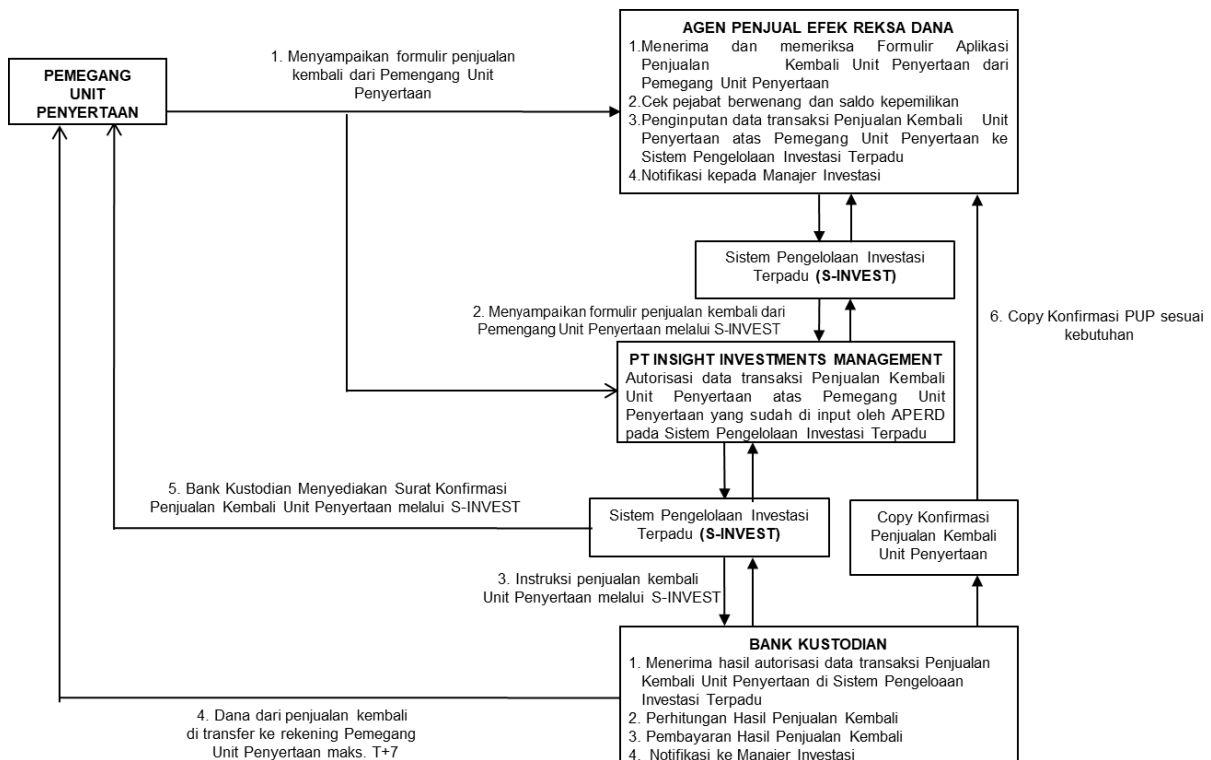 AGEN PENJUAL EFEK REKSA DANA
1.Menerima dan memeriksa Formulir Aplikasi
Penjualan Kembali Unit Penyertaan dari
Pemegang Unit Penyertaan
2.Cek pejabat berwenang dan saldo kepemilikan
3.Penginputan data transaksi Penjualan Kembali Unit
Penyertaan atas Pemegang Unit Penyertaan ke
Sistem Pengelolaan Investasi Terpadu
4.Notifikasi kepada Manajer Investasi
1. Menyampaikan formulir penjualan
kembali dari Pemengang Unit
Penyertaan
PEMEGANG
UNIT
PENYERTAAN
Sistem Pengelolaan Investasi
Terpadu (S-INVEST)
2. Menyampaikan formulir penjualan kembali dari
Pemengang Unit Penyertaan melalui S-INVEST
6. Copy Konfirmasi PUP sesuai
kebutuhan
PT INSIGHT INVESTMENTS MANAGEMENT
Autorisasi data transaksi Penjualan Kembali
Unit Penyertaan atas Pemegang Unit
Penyertaan yang sudah di input oleh APERD
pada Sistem Pengelolaan Investasi Terpadu
5. Bank Kustodian Menyediakan Surat Konfirmasi
Penjualan Kembali Unit Penyertaan melalui S-INVEST
Sistem Pengelolaan Investasi
Terpadu (S-INVEST)
Copy Konfirmasi
Penjualan Kembali
Unit Penyertaan
3. Instruksi penjualan kembali
Unit Penyertaan melalui S-INVEST
BANK KUSTODIAN
1. Menerima hasil autorisasi data transaksi Penjualan
Kembali Unit Penyertaan di Sistem Pengeloaan
Investasi Terpadu
2. Perhitungan Hasil Penjualan Kembali
3. Pembayaran Hasil Penjualan Kembali
4. Notifikasi ke Manajer Investasi
4. Dana dari penjualan kembali
di transfer ke rekening Pemegang
Unit Penyertaan maks. T+7